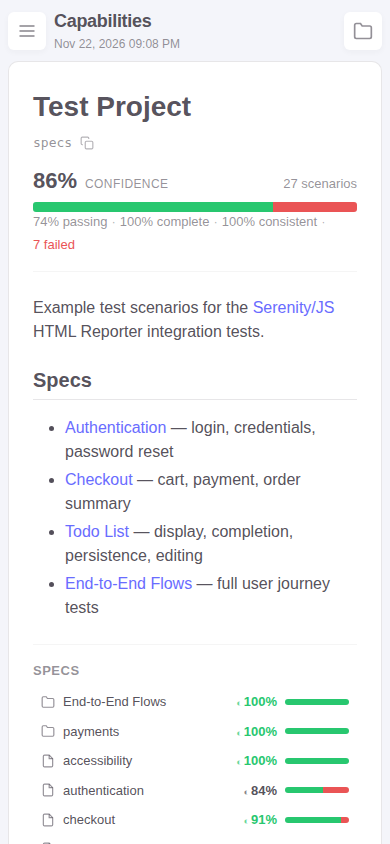 Capabilities
Nov 22, 2026 09:08 PM
Test Project
specs
86% CONFIDENCE 27 scenarios
74% passing · 100% complete · 100% consistent ·
7 failed
Example test scenarios for the Serenity/JS
HTML Reporter integration tests.
Specs
Authentication — login, credentials,
password reset
Checkout — cart, payment, order
summary
Todo List — display, completion,
persistence, editing
End-to-End Flows — full user journey
tests
SPECS
End-to-End Flows 100%
payments 100%
accessibility 100%
authentication 84%
checkout 91%